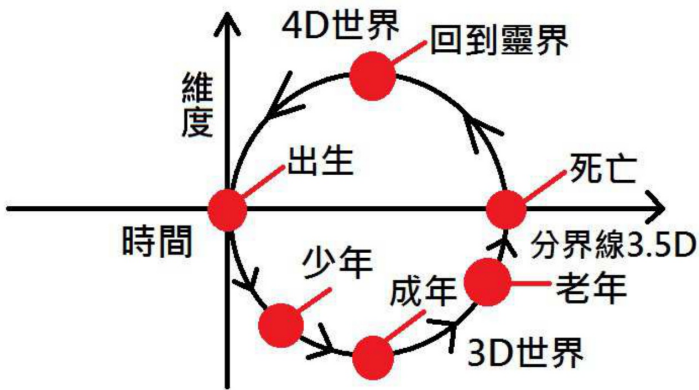 4D世界
回到靈界
維度
出生
死亡
時間
分界線3.5D
少年
成年
老年
3D世界